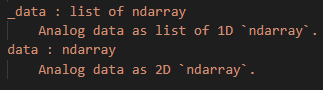 _data : list of ndarray
    Analog data as list of 1D `ndarray`.
data : ndarray
    Analog data as 2D `ndarray`.